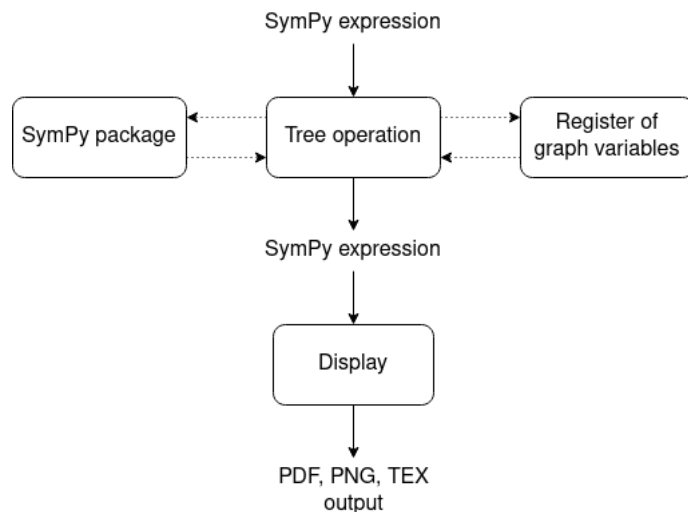 SymPy expression
SymPy package
Tree operation
Register of
graph variables
SymPy expression
Display
PDF, PNG, TEX
output